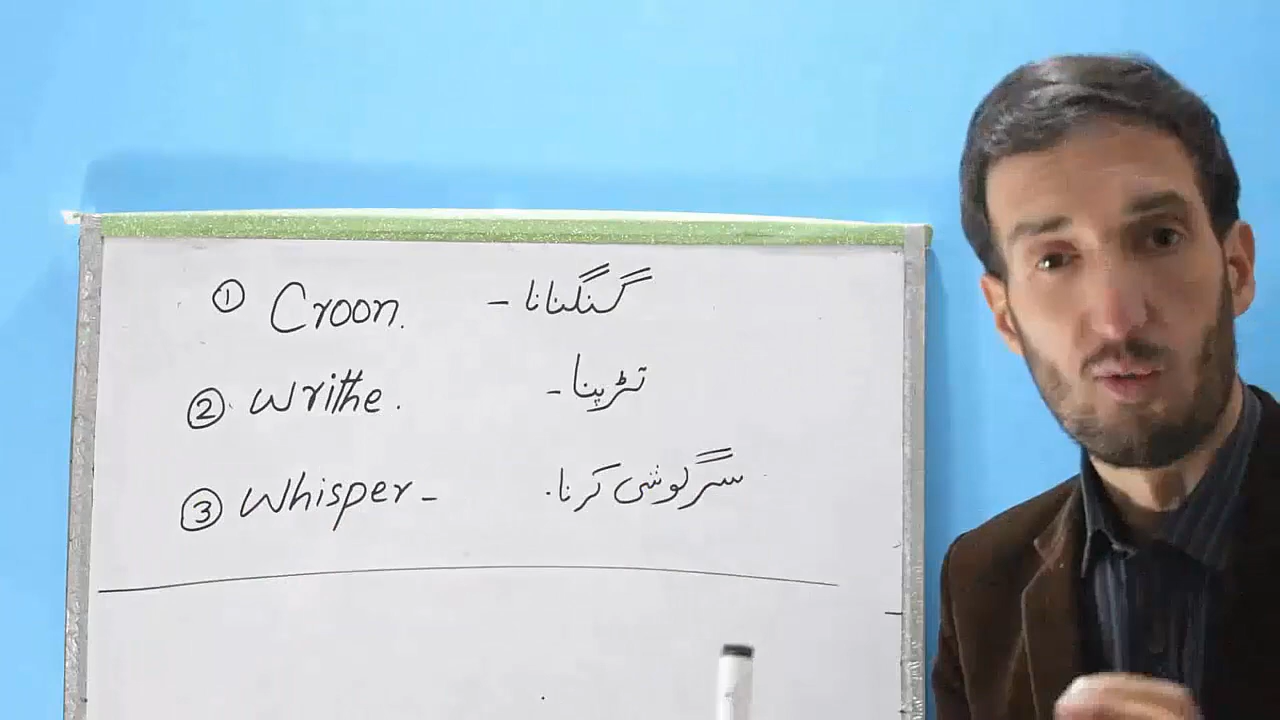 ① Croon. گنگنانا -
② Writhe. تڑپنا -
③ Whisper - سرگوشی کرنا.